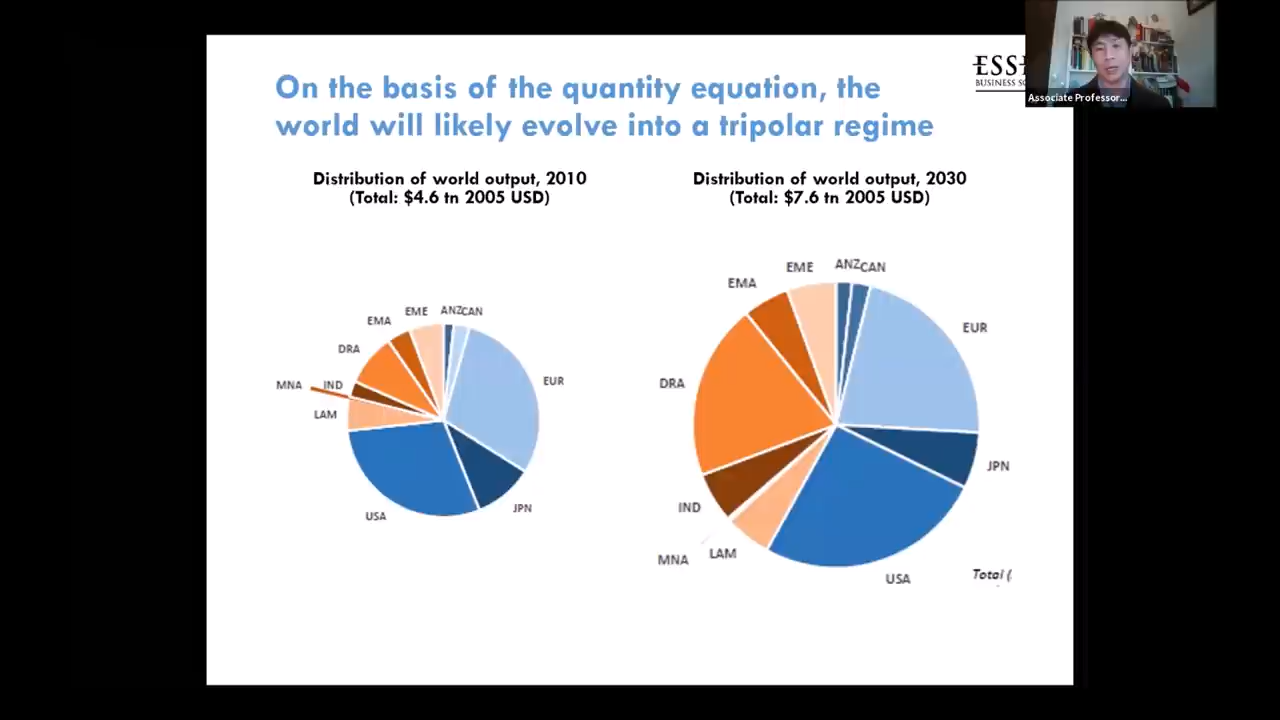 On the basis of the quantity equation, the
world will likely evolve into a tripolar regime
ESSE
BUSINESS SC
Associate Professor...
Distribution of world output, 2010
(Total: $4.6 tn 2005 USD)
Distribution of world output, 2030
(Total: $7.6 tn 2005 USD)
EMA
EME
ANZ
CAN
DRA
MNA
IND
LAM
EUR
USA
JPN
EMA
EME
ANZ
CAN
EUR
DRA
JPN
IND
MNA
LAM
USA
Total (